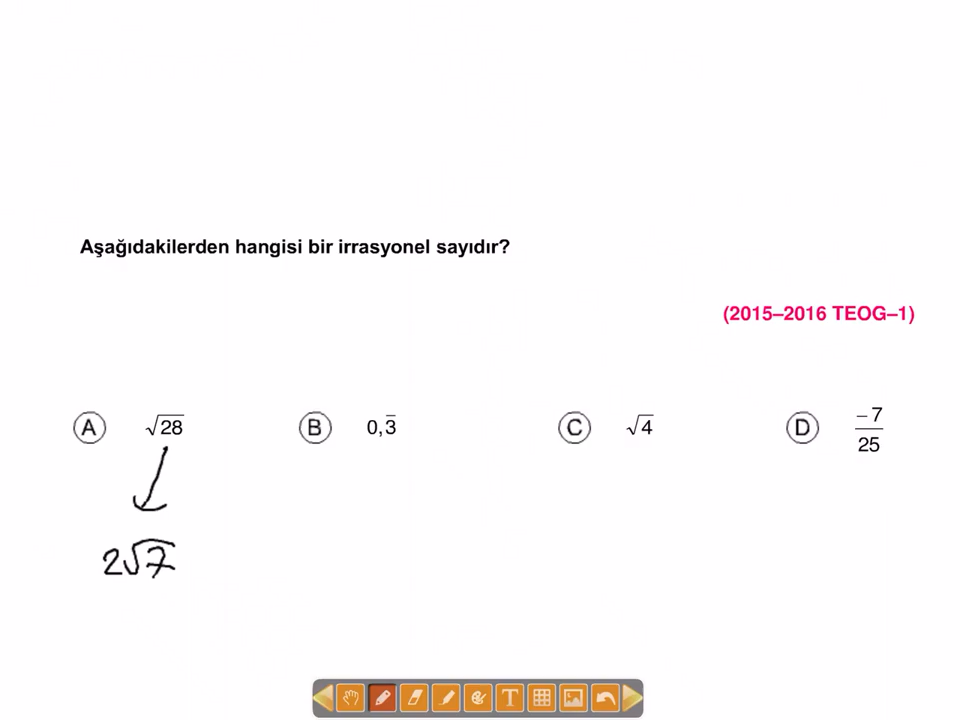 Aşağıdakilerden hangisi bir irrasyonel sayıdır?
(2015–2016 TEOG–1)
A √28 B 0,3̅ C √4 D −7/25
2√7
T